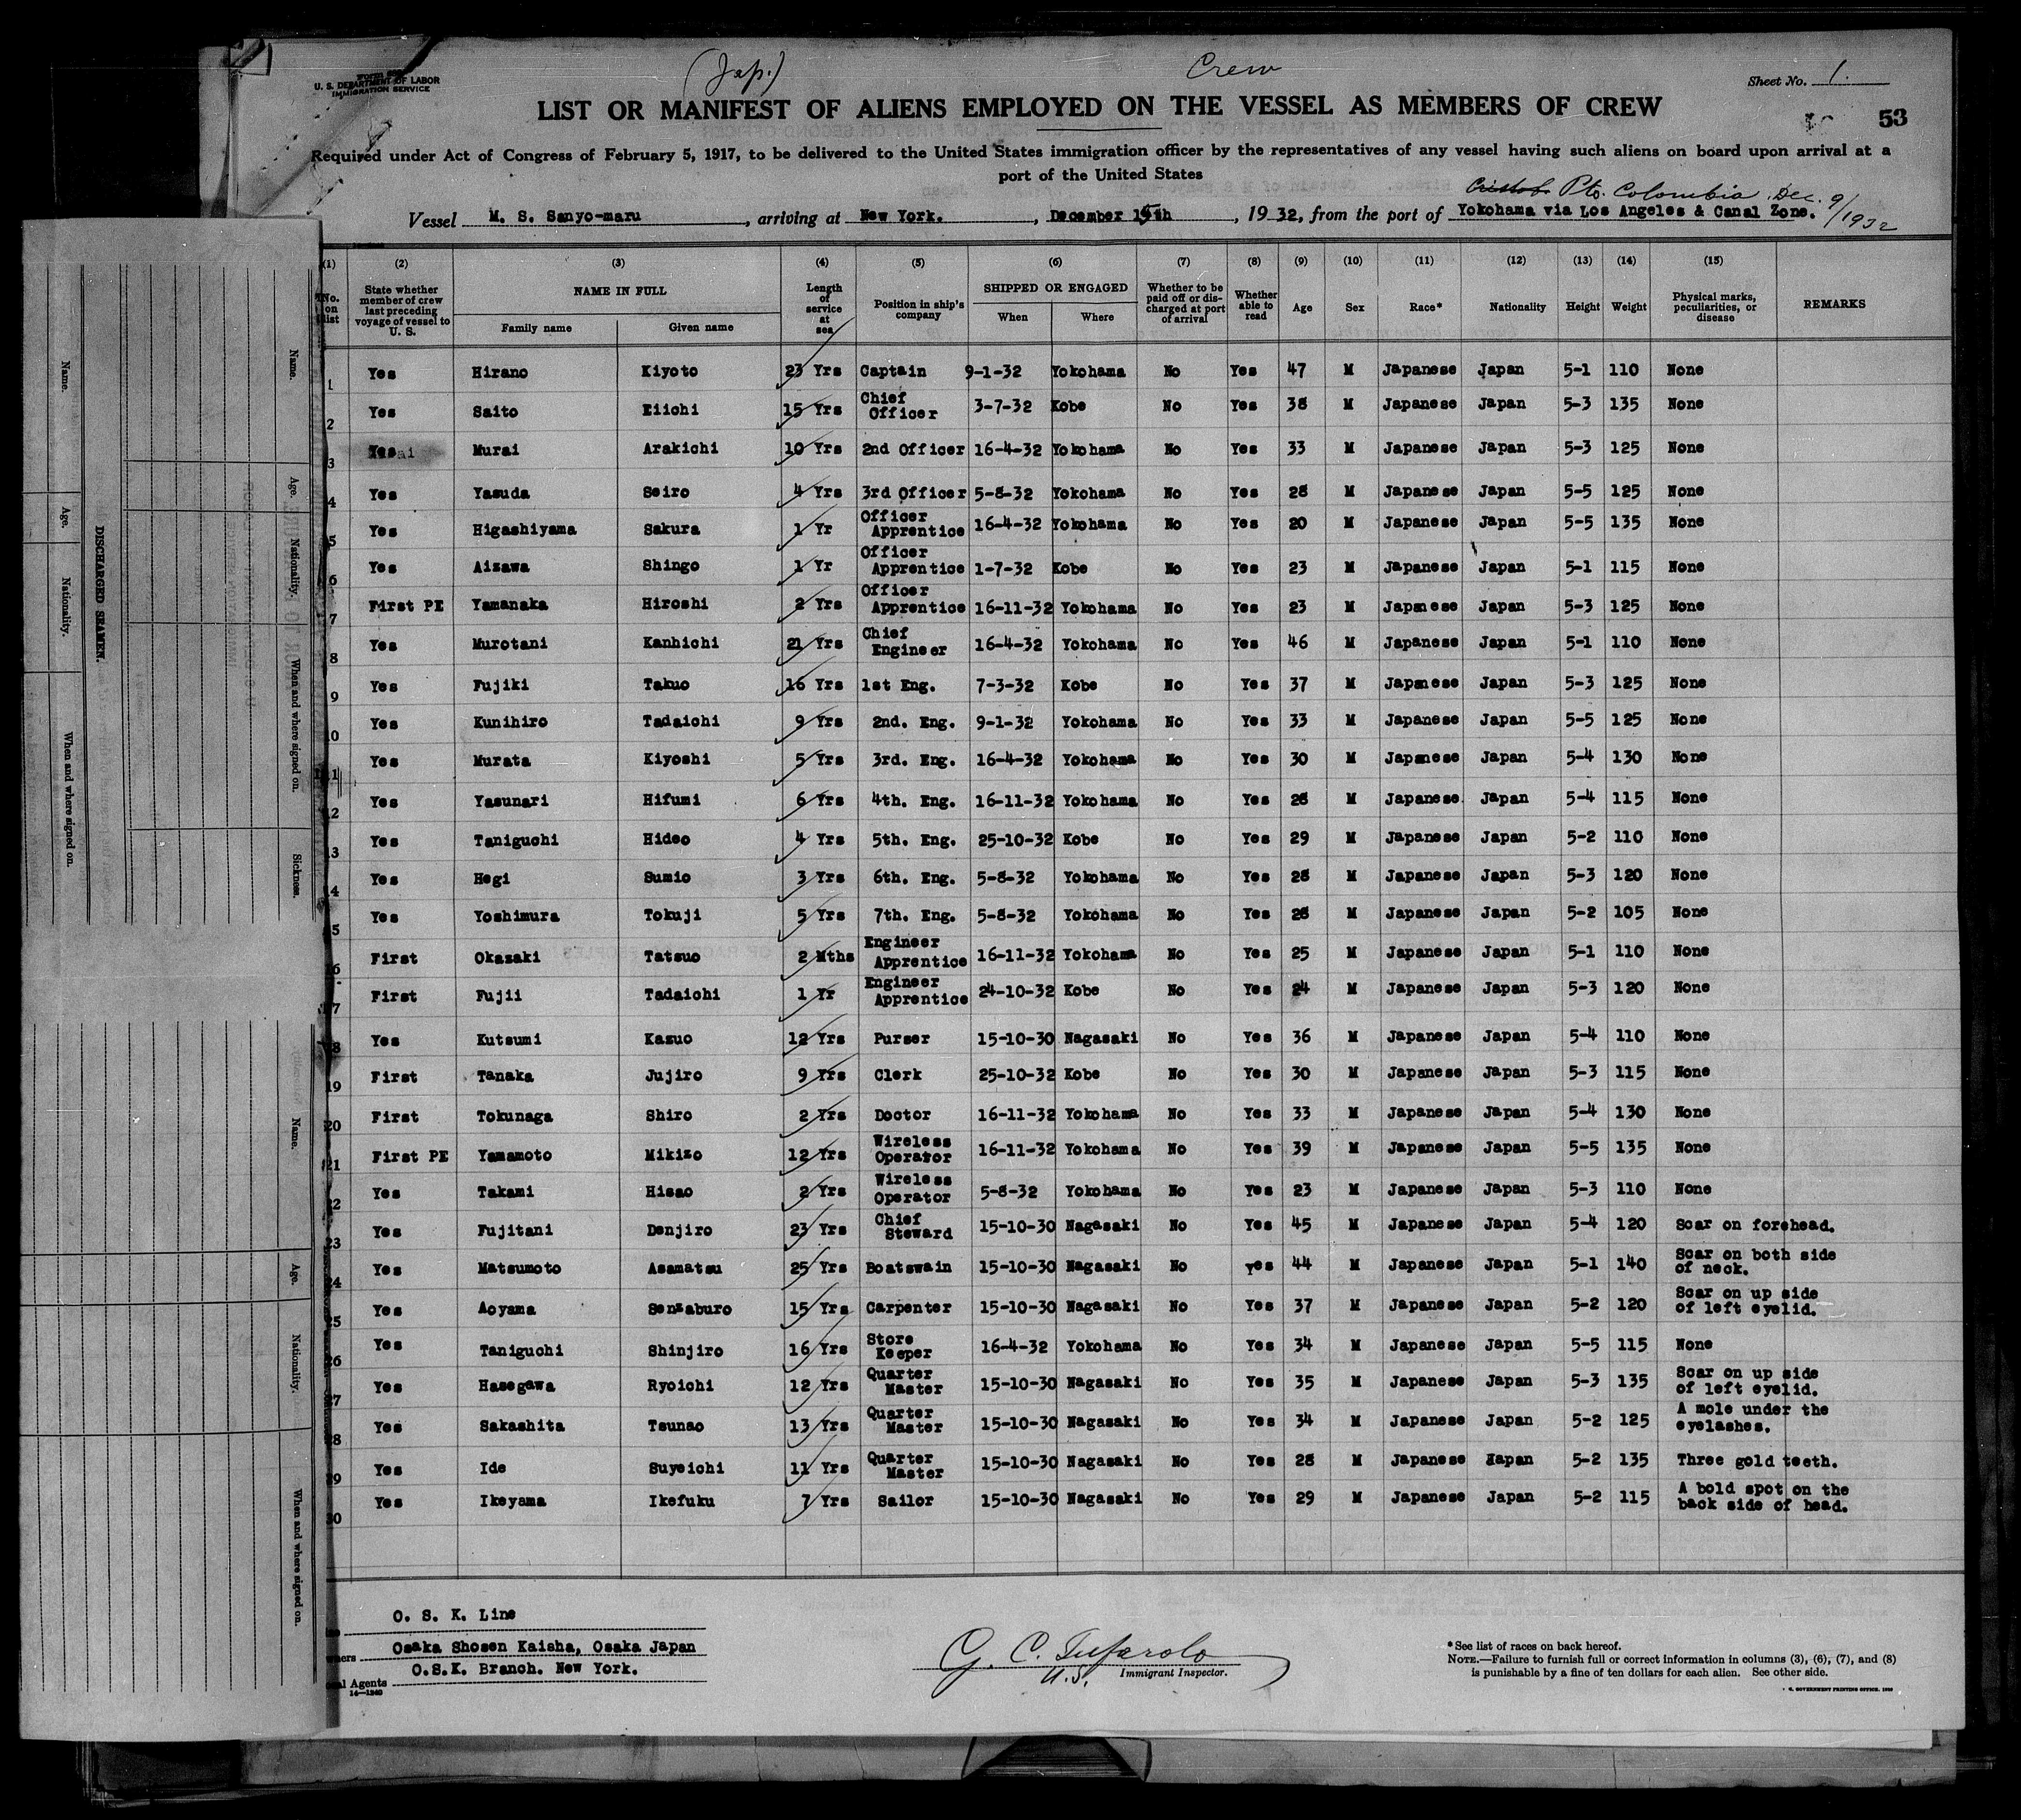 (Jap.) Crew
U. S. DEPARTMENT OF LABOR
IMMIGRATION SERVICE
Sheet No. 1.
LIST OR MANIFEST OF ALIENS EMPLOYED ON THE VESSEL AS MEMBERS OF CREW
53
Required under Act of Congress of February 5, 1917, to be delivered to the United States immigration officer by the representatives of any vessel having such aliens on board upon arrival at a
port of the United States
Cristob. Pto. Colombia Dec. 9/1932
Vessel M. S. Sanyo-maru, arriving at New York., December 15th, 1932, from the port of Yokohama via Los Angeles & Canal Zone.
(1) (2) (3) (4) (5) (6) (7) (8) (9) (10) (11) (12) (13) (14) (15)
No. on list State whether member of crew last preceding voyage of vessel to U. S. NAME IN FULL Family name Given name Length of service at sea Position in ship's company SHIPPED OR ENGAGED When Where Whether to be paid off or discharged at port of arrival Whether able to read Age Sex Race* Nationality Height Weight Physical marks, peculiarities, or disease REMARKS
1 Yes Hirano Kiyoto 23 Yrs Captain 9-1-32 Yokohama No Yes 47 M Japanese Japan 5-1 110 None
2 Yes Saito Eiichi 15 Yrs Chief Officer 3-7-32 Kobe No Yes 38 M Japanese Japan 5-3 135 None
3 Yes Murai Arakichi 10 Yrs 2nd Officer 16-4-32 Yokohama No Yes 33 M Japanese Japan 5-3 125 None
4 Yes Yasuda Seiro 4 Yrs 3rd Officer 5-8-32 Yokohama No Yes 28 M Japanese Japan 5-5 125 None
5 Yes Higashiyama Sakura 1 Yr Officer Apprentice 16-4-32 Yokohama No Yes 20 M Japanese Japan 5-5 135 None
6 Yes Aizawa Shingo 1 Yr Officer Apprentice 1-7-32 Kobe No Yes 23 M Japanese Japan 5-1 115 None
7 First PE Yamanaka Hiroshi 2 Yrs Officer Apprentice 16-11-32 Yokohama No Yes 23 M Japanese Japan 5-3 125 None
8 Yes Murotani Kanhichi 21 Yrs Chief Engineer 16-4-32 Yokohama No Yes 46 M Japanese Japan 5-1 110 None
9 Yes Fujiki Takuo 16 Yrs 1st Eng. 7-3-32 Kobe No Yes 37 M Japanese Japan 5-3 125 None
10 Yes Kunihiro Tadaichi 9 Yrs 2nd. Eng. 9-1-32 Yokohama No Yes 33 M Japanese Japan 5-5 125 None
11 Yes Murata Kiyoshi 5 Yrs 3rd. Eng. 16-4-32 Yokohama No Yes 30 M Japanese Japan 5-4 130 None
12 Yes Yasunari Hifumi 6 Yrs 4th. Eng. 16-11-32 Yokohama No Yes 28 M Japanese Japan 5-4 115 None
13 Yes Taniguchi Hideo 4 Yrs 5th. Eng. 25-10-32 Kobe No Yes 29 M Japanese Japan 5-2 110 None
14 Yes Hegi Sumio 3 Yrs 6th. Eng. 5-8-32 Yokohama No Yes 28 M Japanese Japan 5-3 120 None
15 Yes Yoshimura Tokuji 5 Yrs 7th. Eng. 5-8-32 Yokohama No Yes 28 M Japanese Japan 5-2 105 None
16 First Okazaki Tatsuo 2 Mths Engineer Apprentice 16-11-32 Yokohama No Yes 25 M Japanese Japan 5-1 110 None
17 First Fujii Tadaichi 1 Yr Engineer Apprentice 24-10-32 Kobe No Yes 24 M Japanese Japan 5-3 120 None
18 Yes Kutsumi Kazuo 12 Yrs Purser 15-10-30 Nagasaki No Yes 36 M Japanese Japan 5-4 110 None
19 First Tanaka Jujiro 9 Yrs Clerk 25-10-32 Kobe No Yes 30 M Japanese Japan 5-3 115 None
20 First Tokunaga Shiro 2 Yrs Doctor 16-11-32 Yokohama No Yes 33 M Japanese Japan 5-4 130 None
21 First PE Yamamoto Mikizo 12 Yrs Wireless Operator 16-11-32 Yokohama No Yes 39 M Japanese Japan 5-5 135 None
22 Yes Takami Hisao 2 Yrs Wireless Operator 5-8-32 Yokohama No Yes 23 M Japanese Japan 5-3 110 None
23 Yes Fujitani Denjiro 23 Yrs Chief Steward 15-10-30 Nagasaki No Yes 45 M Japanese Japan 5-4 120 Scar on forehead.
24 Yes Matsumoto Asamatsu 25 Yrs Boatswain 15-10-30 Nagasaki No yes 44 M Japanese Japan 5-1 140 Scar on both side of neck.
25 Yes Aoyama Senzaburo 15 Yrs Carpenter 15-10-30 Nagasaki No Yes 37 M Japanese Japan 5-2 120 Scar on up side of left eyelid.
26 Yes Taniguchi Shinjiro 16 Yrs Store Keeper 16-4-32 Yokohama No Yes 34 M Japanese Japan 5-5 115 None
27 Yes Hasegawa Ryoichi 12 Yrs Quarter Master 15-10-30 Nagasaki No Yes 35 M Japanese Japan 5-3 135 Scar on up side of left eyelid.
28 Yes Sakashita Tsunao 13 Yrs Quarter Master 15-10-30 Nagasaki No Yes 34 M Japanese Japan 5-2 125 A mole under the eyelashes.
29 Yes Ide Suyeichi 11 Yrs Quarter Master 15-10-30 Nagasaki No Yes 28 M Japanese Japan 5-2 135 Three gold teeth.
30 Yes Ikeyama Ikefuku 7 Yrs Sailor 15-10-30 Nagasaki No Yes 29 M Japanese Japan 5-2 115 A bold spot on the back side of head.
O. S. K. Line
Osaka Shosen Kaisha, Osaka Japan
O.S.K. Branch. New York.
Agents
14—1240
G. C. Tufarolo
U.S. Immigrant Inspector.
*See list of races on back hereof.
NOTE.—Failure to furnish full or correct information in columns (3), (6), (7), and (8)
is punishable by a fine of ten dollars for each alien. See other side.
GOVERNMENT PRINTING OFFICE
DISCHARGED SEAMEN.
Name. Age. Nationality. When and where signed on.
Name. Age. Nationality. When and where signed on. Sickness.
Name. Age. Nationality. When and where signed on.